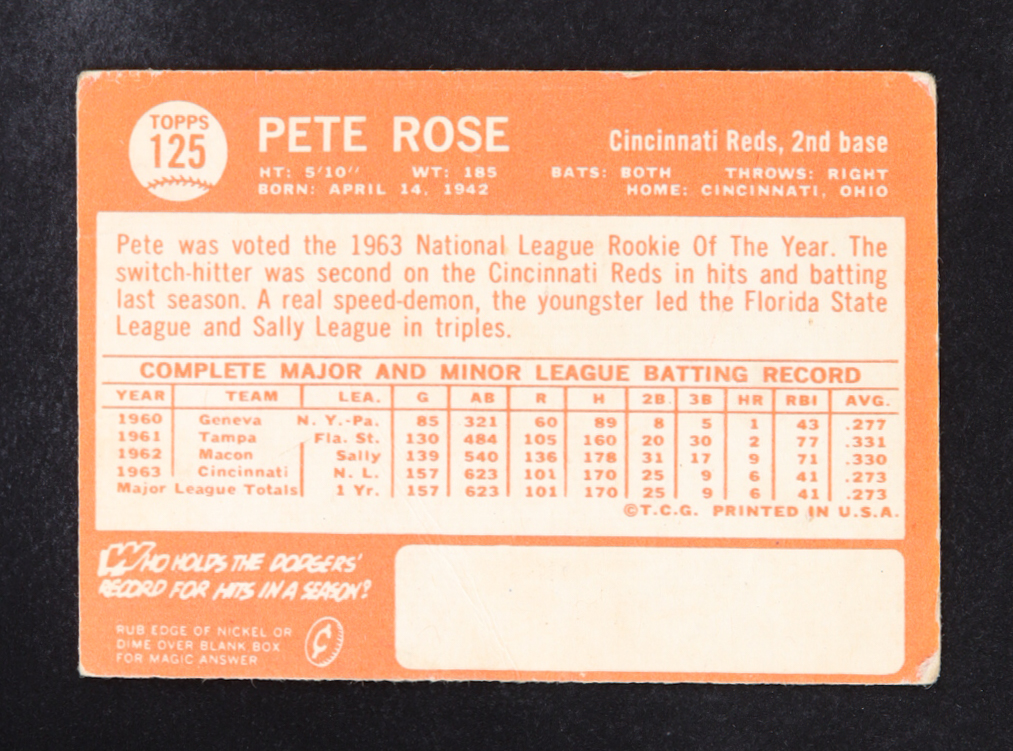 TOPPS
125
PETE ROSE
Cincinnati Reds, 2nd base
HT: 5'10" WT: 185 BATS: BOTH THROWS: RIGHT
BORN: APRIL 14, 1942 HOME: CINCINNATI, OHIO
Pete was voted the 1963 National League Rookie Of The Year. The
switch-hitter was second on the Cincinnati Reds in hits and batting
last season. A real speed-demon, the youngster led the Florida State
League and Sally League in triples.
COMPLETE MAJOR AND MINOR LEAGUE BATTING RECORD
YEAR TEAM LEA. G AB R H 2B. 3B HR RBI AVG.
1960 Geneva N. Y.-Pa. 85 321 60 89 8 5 1 43 .277
1961 Tampa Fla. St. 130 484 105 160 20 30 2 77 .331
1962 Macon Sally 139 540 136 178 31 17 9 71 .330
1963 Cincinnati N. L. 157 623 101 170 25 9 6 41 .273
Major League Totals 1 Yr. 157 623 101 170 25 9 6 41 .273
©T.C.G. PRINTED IN U.S.A.
WHO HOLDS THE DODGERS'
RECORD FOR HITS IN A SEASON?
RUB EDGE OF NICKEL OR
DIME OVER BLANK BOX
FOR MAGIC ANSWER
¢